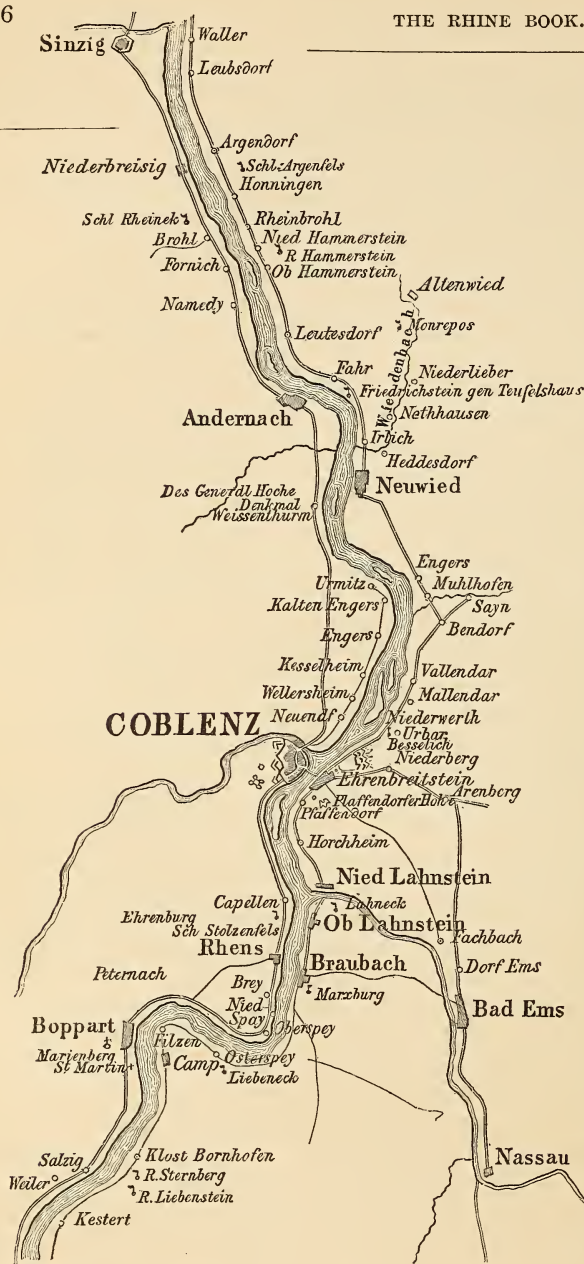 6
THE RHINE BOOK.
Sinzig
Waller
Leubsdorf
Argendorf
Niederbreisig
Schl: Argenfels
Honningen
Schl Rheinek
Rheinbrohl
Brohl
Nied Hammerstein
R Hammerstein
Fornich
Ob Hammerstein
Altenwied
Namedy
Monrepos
Leutesdorf
Fahr
Niederlieber
Friedrichstein gen Teufelshaus
Andernach
Nothhausen
Irlich
Heddesdorf
Neuwied
Des Generdl Hoche
Denkmal
Weissenthurm
Engers
Urmitz
Muhlhofen
Kalten Engers
Sayn
Engers
Bendorf
Kesselheim
Vallendar
Wellersheim
Mallendar
Neuendf
Niederwerth
COBLENZ
Urbar
Besselich
Niederberg
Ehrenbreitstein
Arenberg
Pfaffendorf
Horchheim
Nied Lahnstein
Capellen
Lahneck
Ehrenburg
Ob Lahnstein
Sch Stolzenfels
Fachbach
Rhens
Braubach
Dorf Ems
Peternach
Brey
Marxburg
Nied
Spay
Bad Ems
Boppart
Oberspey
Filzen
Marienberg
Osterspey
St Martin
Camp
Liebeneck
Salzig
Klost Bornhofen
Nassau
Weiler
R. Sternberg
R. Liebenstein
Kestert